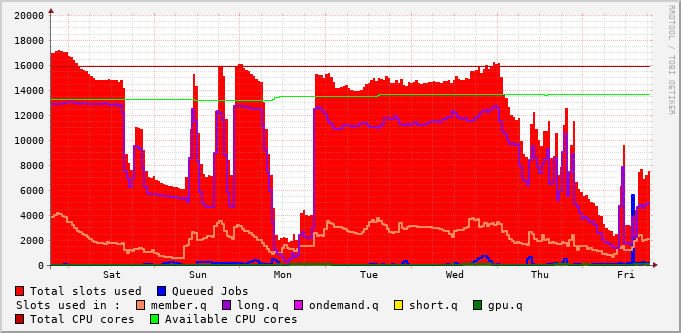 20000
18000
16000
14000
12000
10000
8000
6000
4000
2000
0
Sat Sun Mon Tue Wed Thu Fri
RRDTOOL / TOBI OETIKER
Total slots used Queued Jobs
Slots used in : member.q long.q ondemand.q short.q gpu.q
Total CPU cores Available CPU cores